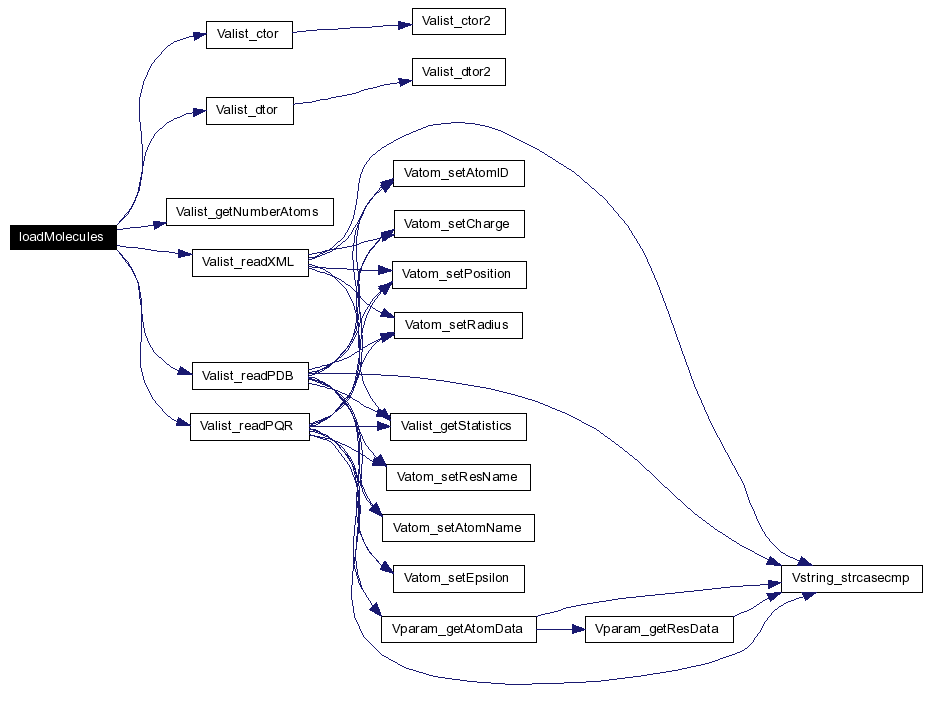 Valist_ctor
Valist_ctor2
Valist_dtor2
Valist_dtor
Vatom_setAtomID
Valist_getNumberAtoms
Vatom_setCharge
loadMolecules
Valist_readXML
Vatom_setPosition
Vatom_setRadius
Valist_readPDB
Valist_readPQR
Valist_getStatistics
Vatom_setResName
Vatom_setAtomName
Vatom_setEpsilon
Vstring_strcasecmp
Vparam_getAtomData
Vparam_getResData